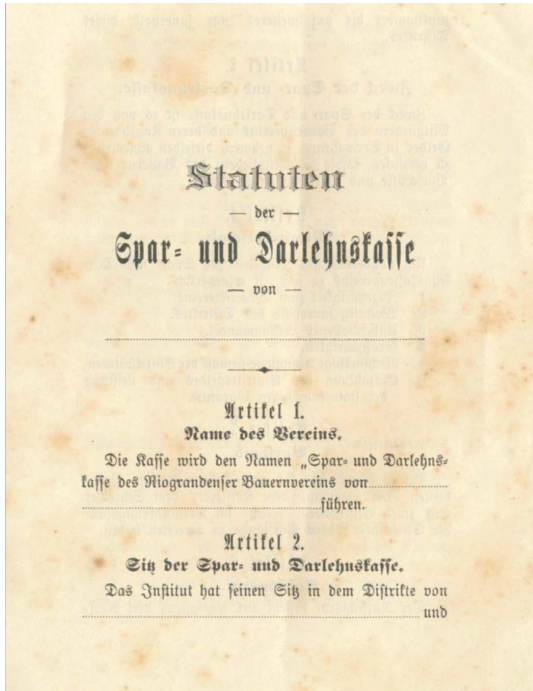 Statuten
— der —
Spar- und Darlehnskasse
— von —
Artikel 1.
Name des Vereins.
Die Kasse wird den Namen „Spar- und Darlehns-
kasse des Riograndenser Bauernvereins von
führen.
Artikel 2.
Sitz der Spar- und Darlehnskasse.
Das Institut hat seinen Sitz in dem Distrikte von
und